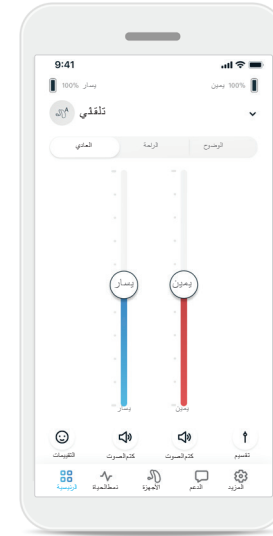 9:41
يسار 100%
100% يمين
تلقئي
العادي
الراحة
الوضوح
يسار
يمين
يسار
يمين
التقييمات
كتم الصوت
كتم الصوت
تقسيم
الرئيسية
نمط الحياة
الأجهزة
الدعم
المزيد